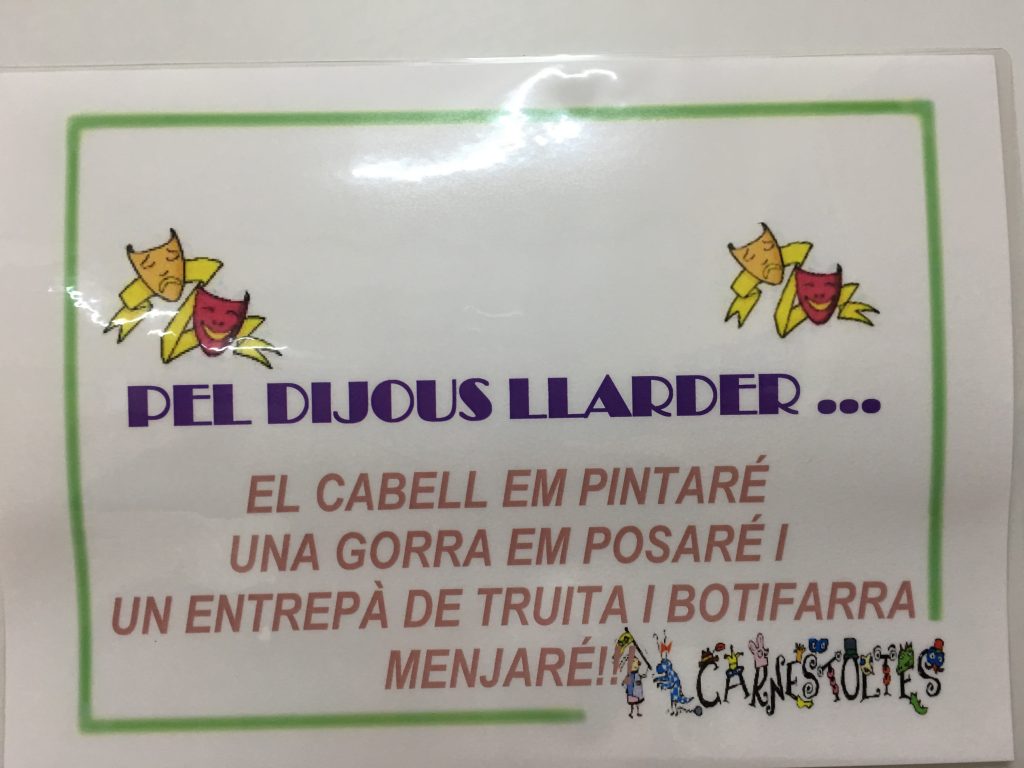 PEL DIJOUS LLARDER ...
EL CABELL EM PINTARÉ
UNA GORRA EM POSARÉ I
UN ENTREPÀ DE TRUITA I BOTIFARRA
MENJARÉ!!!
CARNESTOLTES